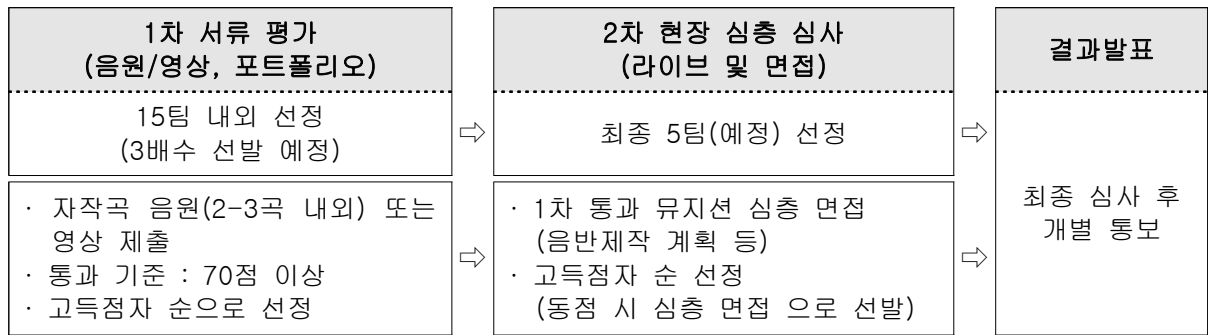 1차 서류 평가
(음원/영상, 포트폴리오)
15팀 내외 선정
(3배수 선발 예정)
· 자작곡 음원(2-3곡 내외) 또는
영상 제출
· 통과 기준 : 70점 이상
· 고득점자 순으로 선정
⇨
⇨
2차 현장 심층 심사
(라이브 및 면접)
최종 5팀(예정) 선정
· 1차 통과 뮤지션 심층 면접
(음반제작 계획 등)
· 고득점자 순 선정
(동점 시 심층 면접 으로 선발)
⇨
⇨
결과발표
최종 심사 후
개별 통보